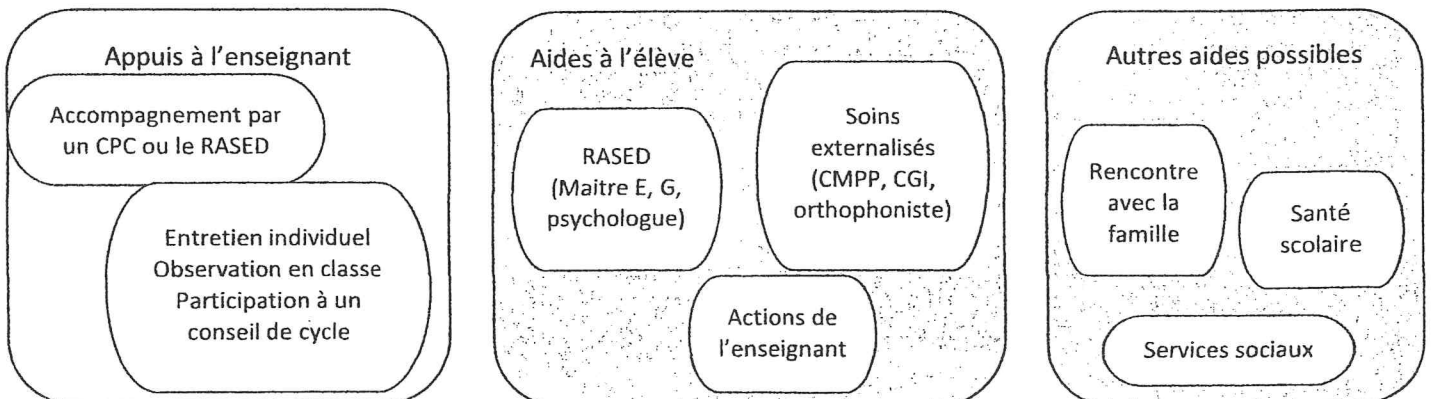 Appuis à l'enseignant
Accompagnement par
un CPC ou le RASED
Entretien individuel
Observation en classe
Participation à un
conseil de cycle
Aides à l'élève
RASED
(Maitre E, G,
psychologue)
Soins
externalisés
(CMPP, CGI,
orthophoniste)
Actions de
l'enseignant
Autres aides possibles
Rencontre
avec la
famille
Santé
scolaire
Services sociaux